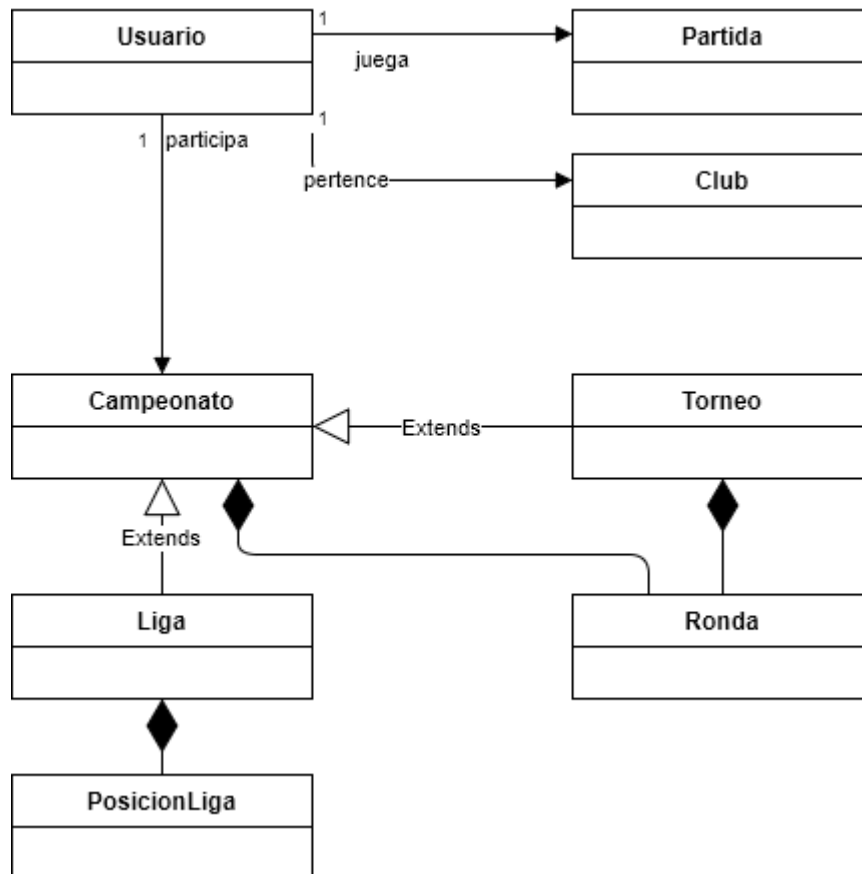 Usuario
1
Partida
juega
1
1
participa
pertence
Club
Campeonato
Torneo
Extends
Extends
Liga
Ronda
PosicionLiga